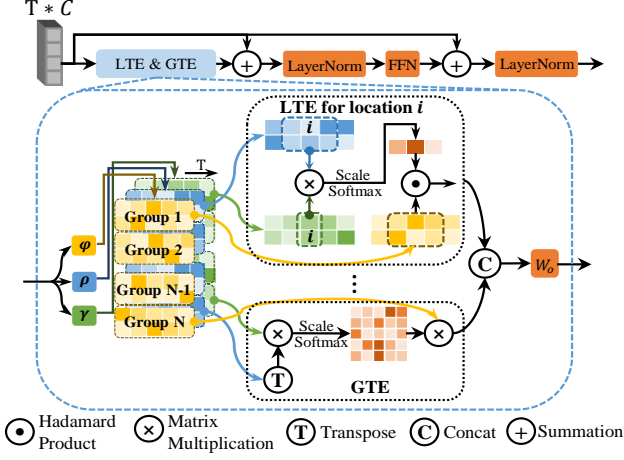 T * C
LTE & GTE
+
LayerNorm
FFN
+
LayerNorm
LTE for location i
i
T
×
Scale
Softmax
i
Group 1
Group 2
Group N-1
Group N
φ
ρ
γ
C
W_o
×
Scale
Softmax
×
T
GTE
Hadamard
Product
×
Matrix
Multiplication
T
Transpose
C
Concat
+
Summation